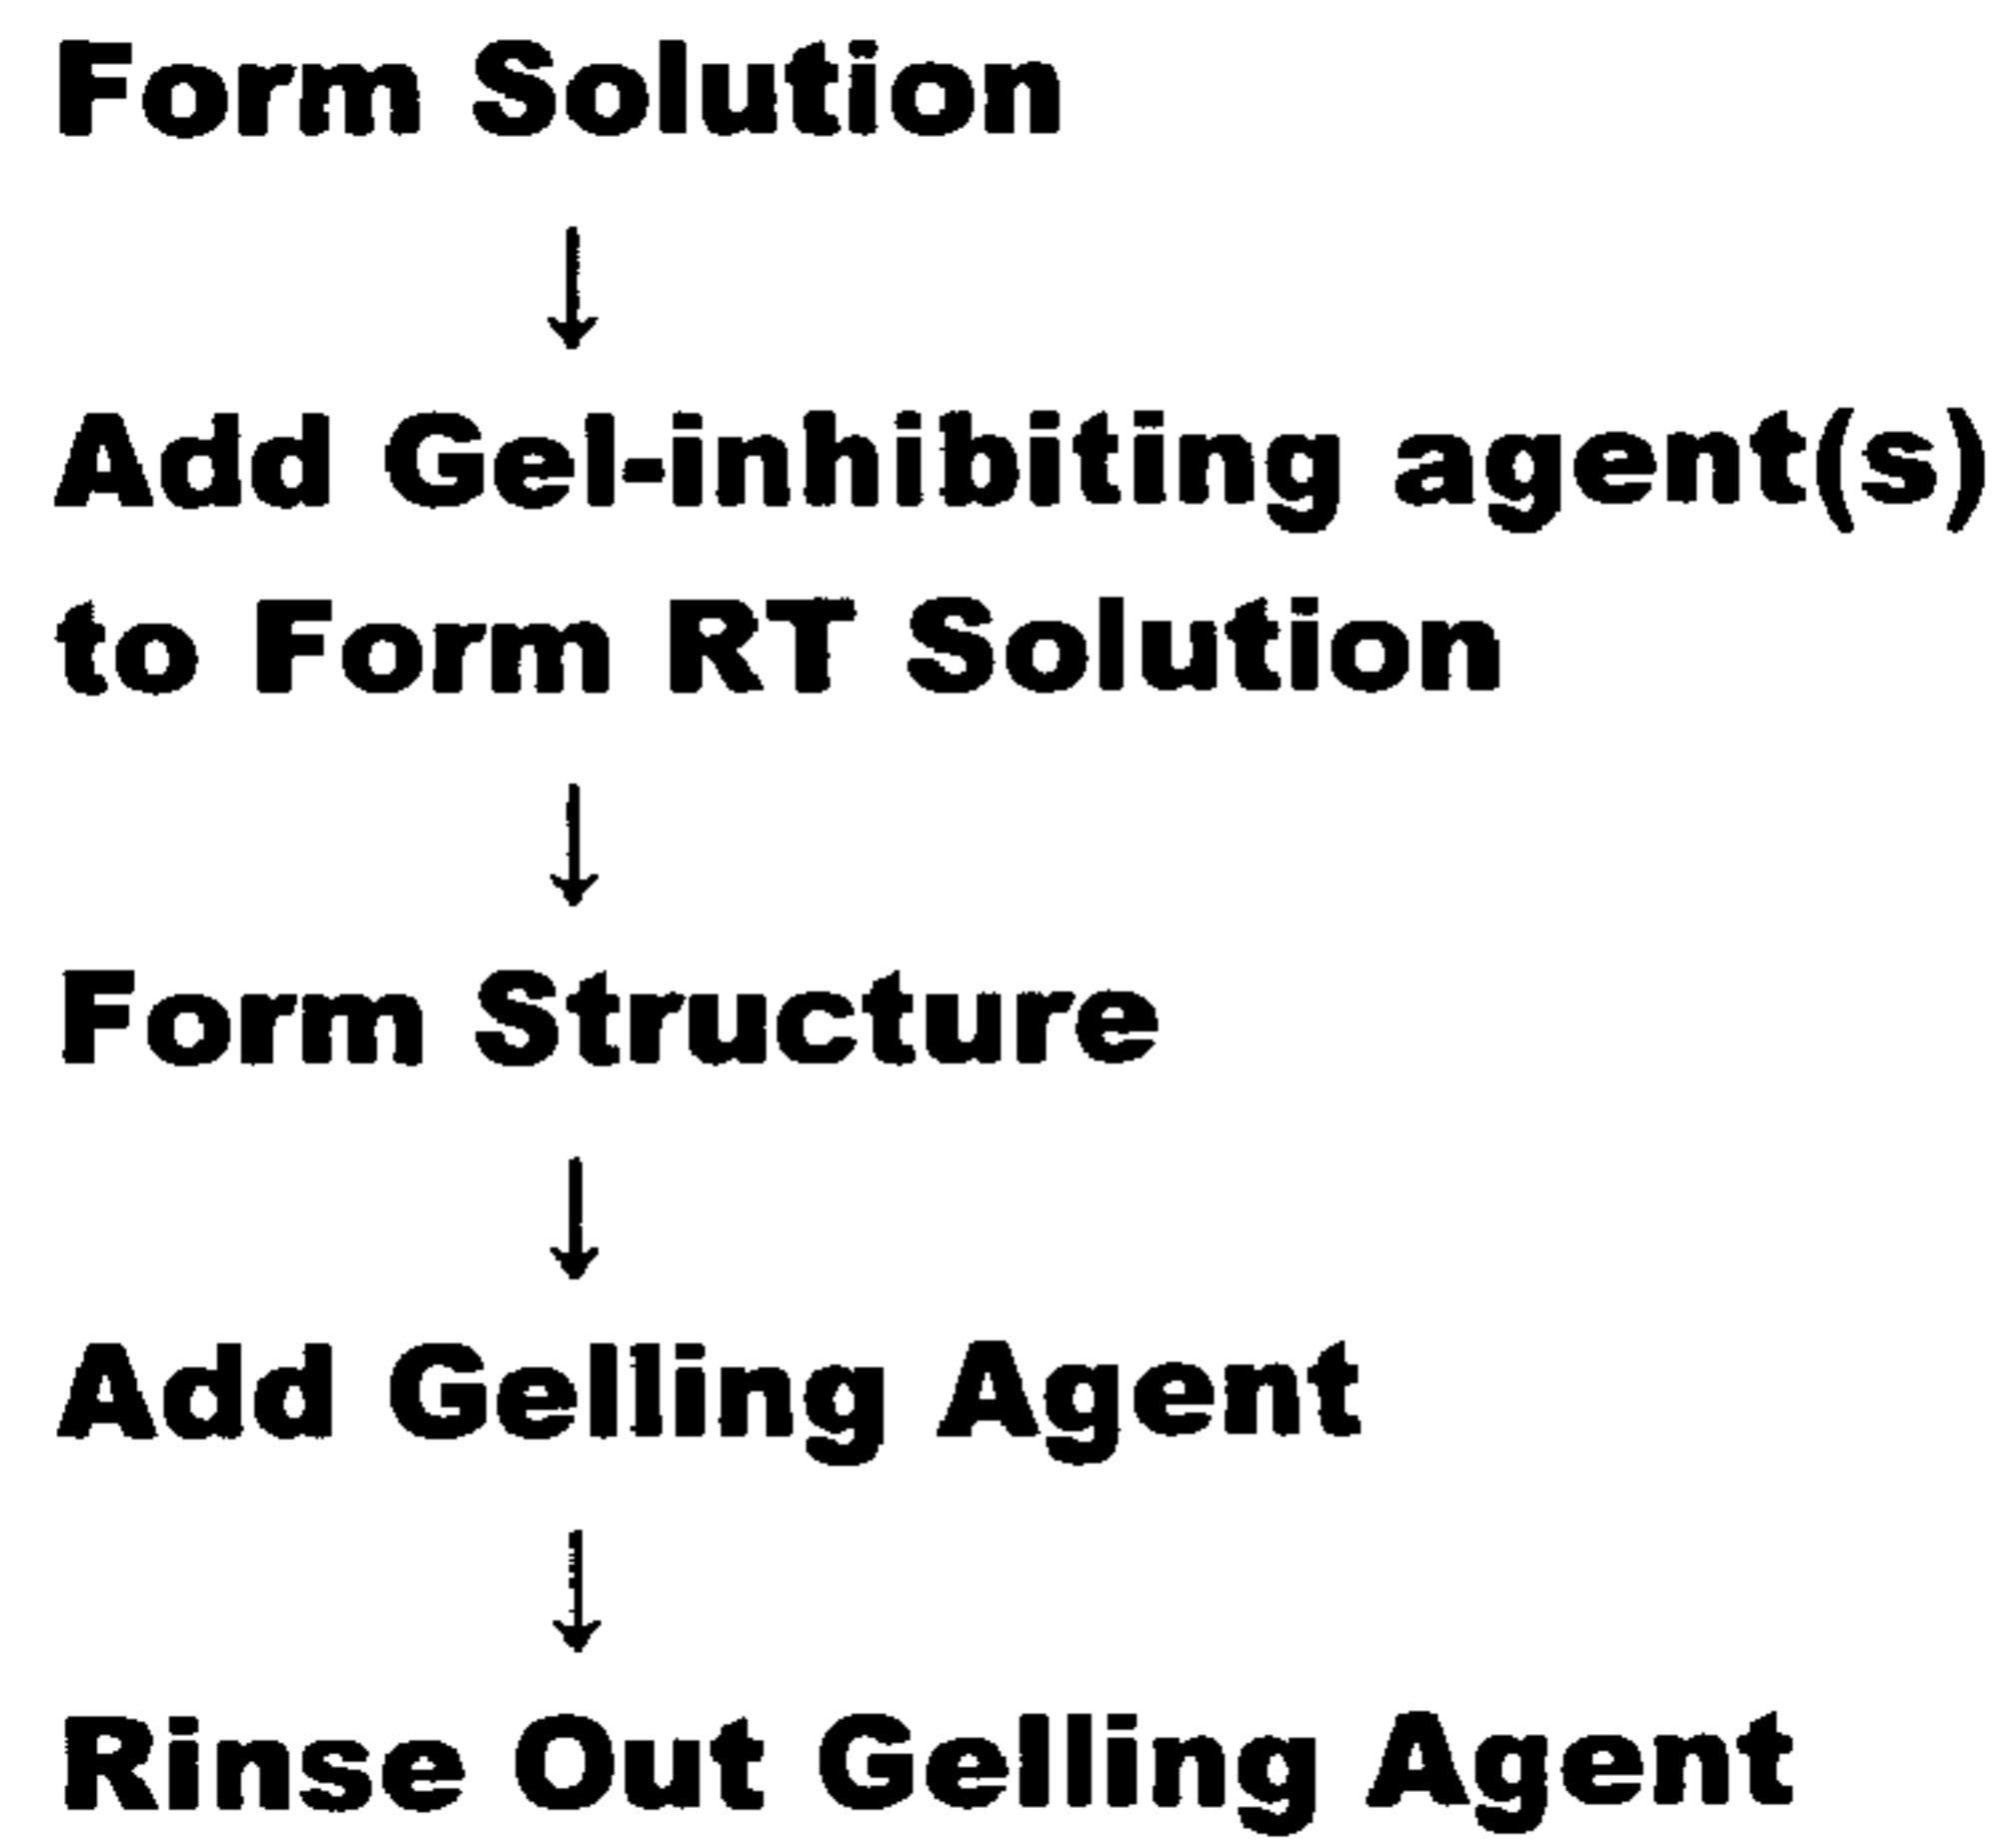 Form Solution
Add Gel-inhibiting agent(s)
to Form RT Solution
Form Structure
Add Gelling Agent
Rinse Out Gelling Agent